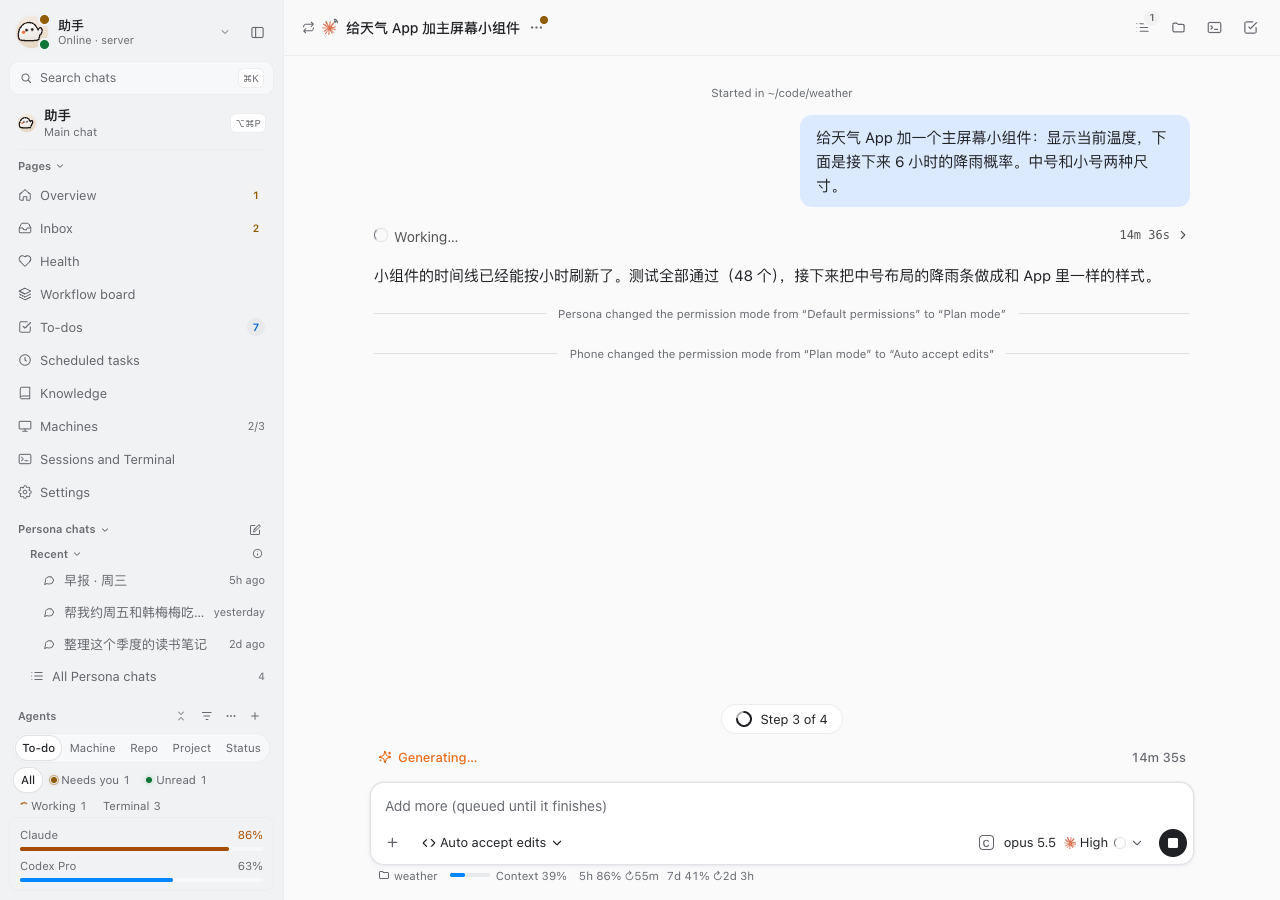 助手
Online · server
Search chats
⌘K
助手
Main chat
⌥⌘P
Pages
Overview
1
Inbox
2
Health
Workflow board
To-dos
7
Scheduled tasks
Knowledge
Machines
2/3
Sessions and Terminal
Settings
Persona chats
Recent
早报 · 周三
5h ago
帮我约周五和韩梅梅吃...
yesterday
整理这个季度的读书笔记
2d ago
All Persona chats
4
Agents
To-do Machine Repo Project Status
All Needs you 1 Unread 1
Working 1 Terminal 3
Claude
86%
Codex Pro
63%
给天气 App 加主屏幕小组件
1
Started in ~/code/weather
给天气 App 加一个主屏幕小组件：显示当前温度，下
面是接下来 6 小时的降雨概率。中号和小号两种尺
寸。
Working...
14m 36s
小组件的时间线已经能按小时刷新了。测试全部通过（48 个），接下来把中号布局的降雨条做成和 App 里一样的样式。
Persona changed the permission mode from “Default permissions” to “Plan mode”
Phone changed the permission mode from “Plan mode” to “Auto accept edits”
Step 3 of 4
Generating...
14m 35s
Add more (queued until it finishes)
Auto accept edits
C opus 5.5 High
weather Context 39% 5h 86% ↻55m 7d 41% ↻2d 3h